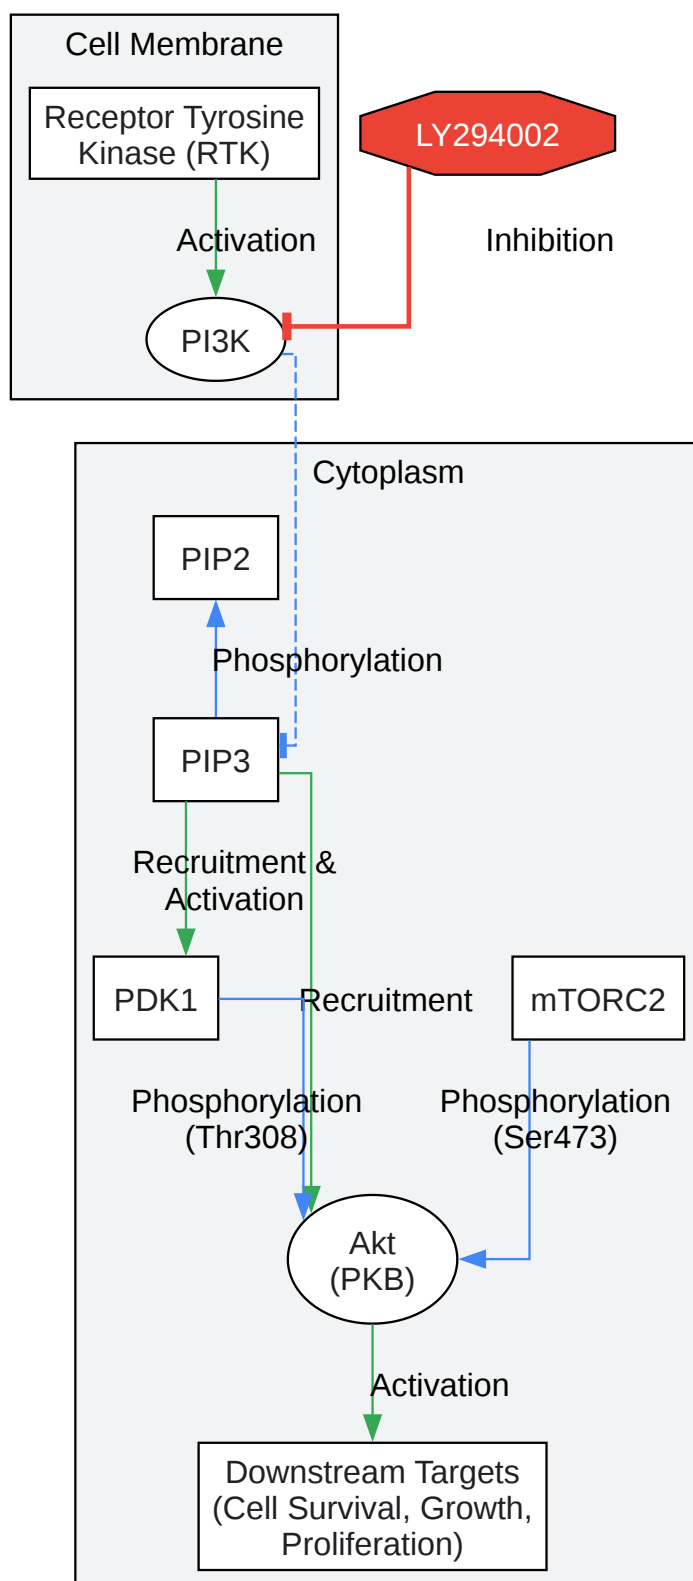 Cell Membrane
Receptor Tyrosine
Kinase (RTK)
LY294002
Activation
Inhibition
PI3K
Cytoplasm
PIP2
Phosphorylation
PIP3
Recruitment &
Activation
PDK1
Recruitment
mTORC2
Phosphorylation
(Thr308)
Phosphorylation
(Ser473)
Akt
(PKB)
Activation
Downstream Targets
(Cell Survival, Growth,
Proliferation)